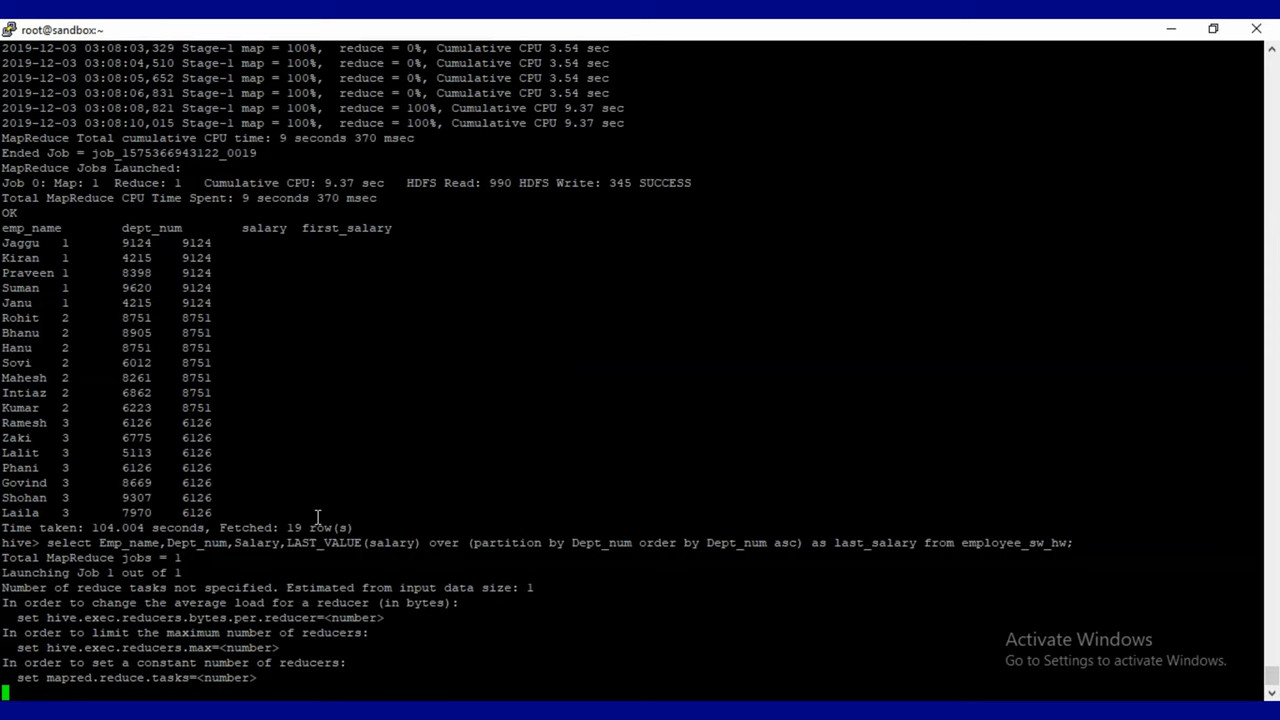 root@sandbox:~
2019-12-03 03:08:03,329 Stage-1 map = 100%,  reduce = 0%, Cumulative CPU 3.54 sec
2019-12-03 03:08:04,510 Stage-1 map = 100%,  reduce = 0%, Cumulative CPU 3.54 sec
2019-12-03 03:08:05,652 Stage-1 map = 100%,  reduce = 0%, Cumulative CPU 3.54 sec
2019-12-03 03:08:06,831 Stage-1 map = 100%,  reduce = 0%, Cumulative CPU 3.54 sec
2019-12-03 03:08:08,821 Stage-1 map = 100%,  reduce = 100%, Cumulative CPU 9.37 sec
2019-12-03 03:08:10,015 Stage-1 map = 100%,  reduce = 100%, Cumulative CPU 9.37 sec
MapReduce Total cumulative CPU time: 9 seconds 370 msec
Ended Job = job_1575366943122_0019
MapReduce Jobs Launched:
Job 0: Map: 1  Reduce: 1   Cumulative CPU: 9.37 sec   HDFS Read: 990 HDFS Write: 345 SUCCESS
Total MapReduce CPU Time Spent: 9 seconds 370 msec
OK
emp_name        dept_num        salary  first_salary
Jaggu   1       9124    9124
Kiran   1       4215    9124
Praveen 1       8398    9124
Suman   1       9620    9124
Janu    1       4215    9124
Rohit   2       8751    8751
Bhanu   2       8905    8751
Hanu    2       8751    8751
Sovi    2       6012    8751
Mahesh  2       8261    8751
Intiaz  2       6862    8751
Kumar   2       6223    8751
Ramesh  3       6126    6126
Zaki    3       6775    6126
Lalit   3       5113    6126
Phani   3       6126    6126
Govind  3       8669    6126
Shohan  3       9307    6126
Laila   3       7970    6126
Time taken: 104.004 seconds, Fetched: 19 row(s)
hive> select Emp_name,Dept_num,Salary,LAST_VALUE(salary) over (partition by Dept_num order by Dept_num asc) as last_salary from employee_sw_hw;
Total MapReduce jobs = 1
Launching Job 1 out of 1
Number of reduce tasks not specified. Estimated from input data size: 1
In order to change the average load for a reducer (in bytes):
  set hive.exec.reducers.bytes.per.reducer=<number>
In order to limit the maximum number of reducers:
  set hive.exec.reducers.max=<number>
In order to set a constant number of reducers:
  set mapred.reduce.tasks=<number>
Activate Windows
Go to Settings to activate Windows.